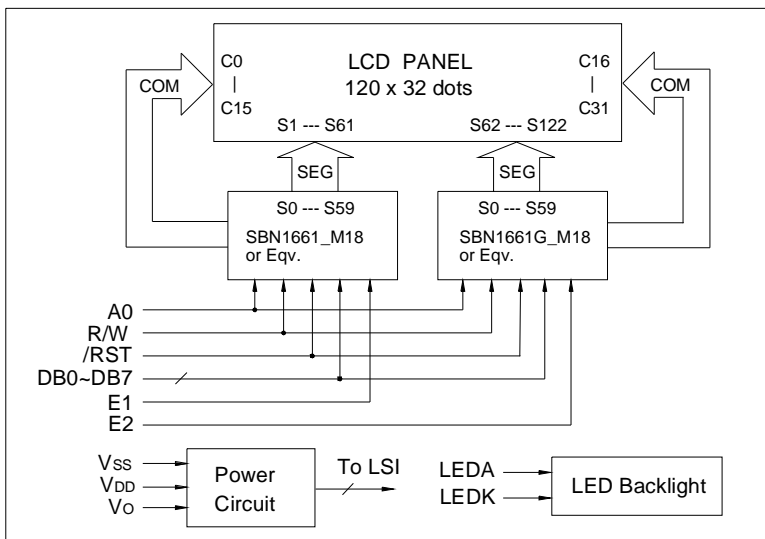 LCD PANEL
120 x 32 dots
C0
|
C15
C16
|
C31
COM
COM
S1 --- S61
S62 --- S122
SEG
SEG
S0 --- S59
SBN1661_M18
or Eqv.
S0 --- S59
SBN1661G_M18
or Eqv.
A0
R/W
/RST
DB0~DB7
E1
E2
VSS
VDD
VO
Power
Circuit
To LSI
LEDA
LEDK
LED Backlight